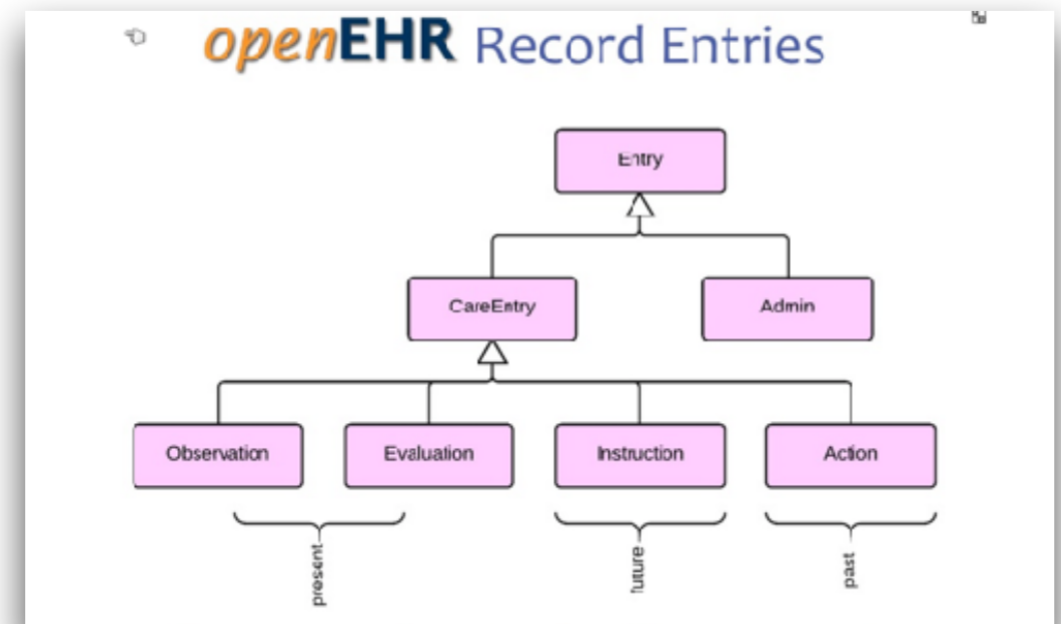 openEHR Record Entries
Entry
CareEntry Admin
Observation Evaluation Instruction Action
present future past